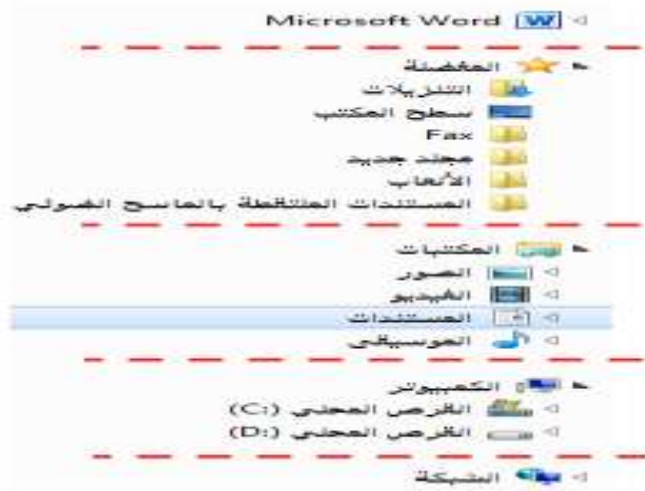 Microsoft Word
المفضلة
التنزيلات
سطح المكتب
Fax
مجلد جديد
الألعاب
المستندات الملتقطة بالماسح الضوئي
المكتبات
الصور
الفيديو
المستندات
الموسيقى
الكمبيوتر
القرص المحلي (C:)
القرص المحلي (D:)
الشبكة